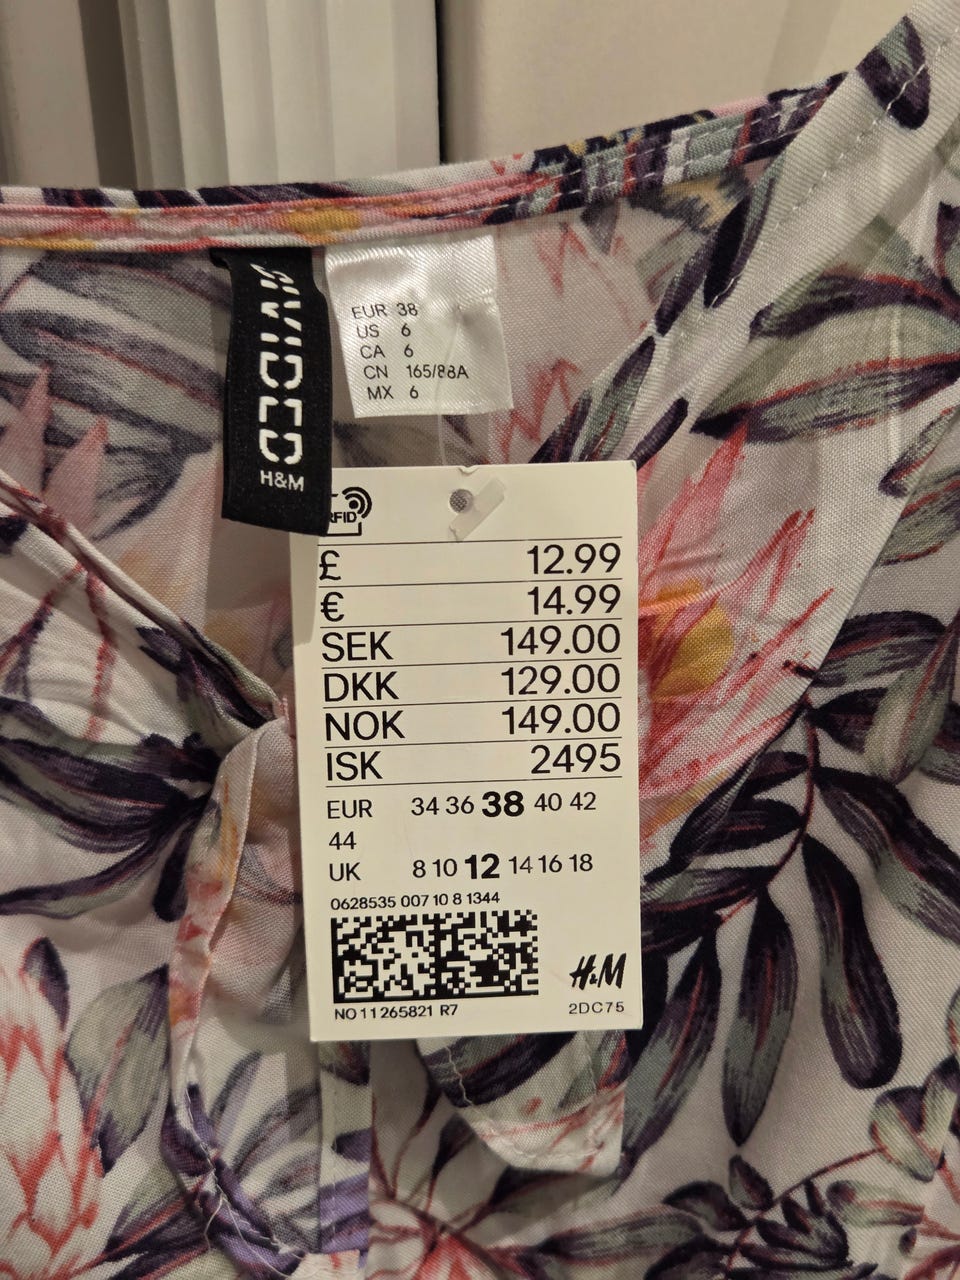 DIVIDED
H&M
EUR 38
US 6
CA 6
CN 165/88A
MX 6
RFID
£ 12.99
€ 14.99
SEK 149.00
DKK 129.00
NOK 149.00
ISK 2495
EUR 34 36 38 40 42
44
UK 8 10 12 14 16 18
0628535 007 10 8 1344
H&M
NO 11265821 R7 2DC75